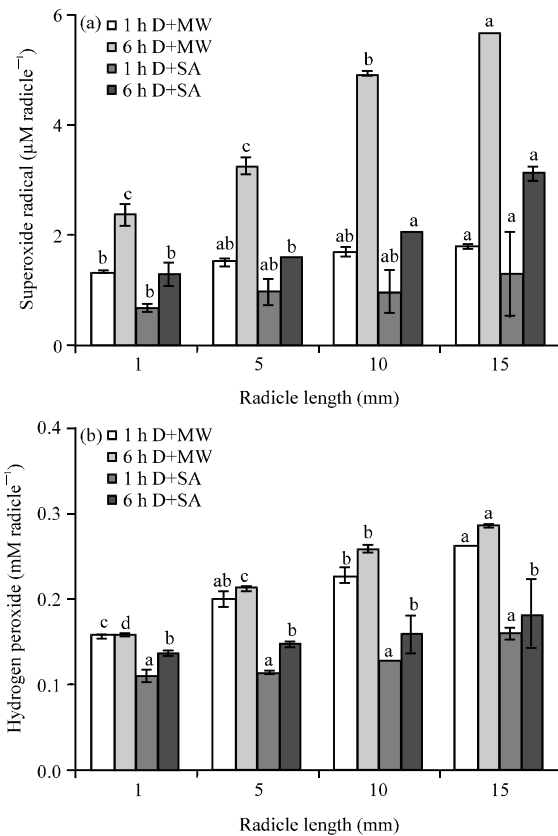 (a)
1 h D+MW
6 h D+MW
1 h D+SA
6 h D+SA
Superoxide radical (µM radicle⁻¹)
6
4
2
0
b c b b
ab c ab b
ab b ab a
a a a a
1 5 10 15
Radicle length (mm)
(b)
1 h D+MW
6 h D+MW
1 h D+SA
6 h D+SA
Hydrogen peroxide (mM radicle⁻¹)
0.4
0.3
0.2
0.1
0.0
c d a b
ab c a b
b b a b
a a a b
1 5 10 15
Radicle length (mm)